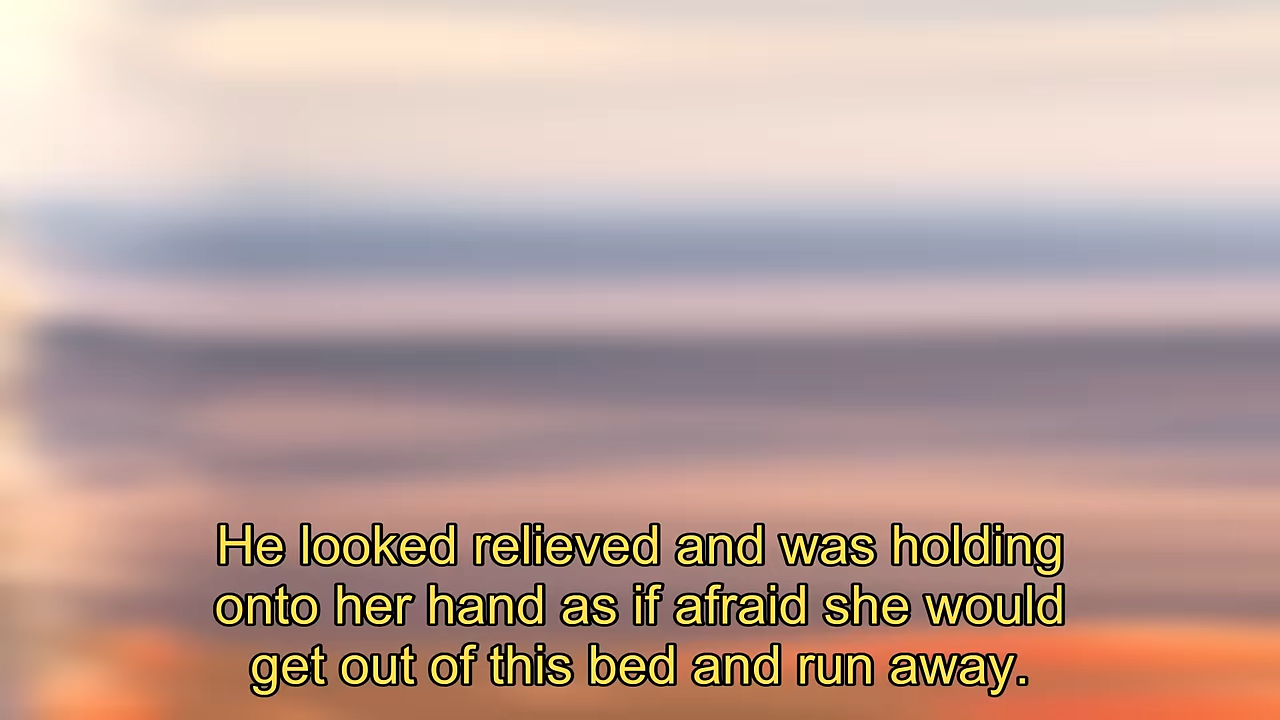 He looked relieved and was holding
onto her hand as if afraid she would
get out of this bed and run away.